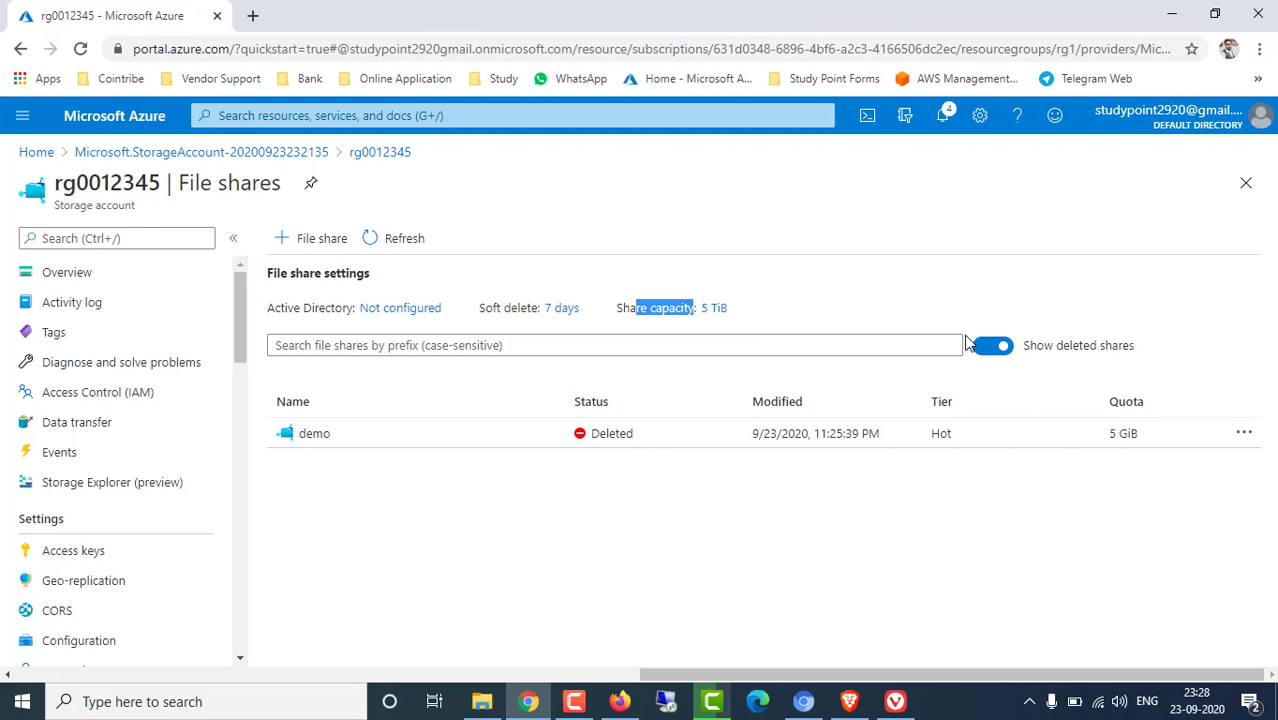 rg0012345 - Microsoft Azure
portal.azure.com/?quickstart=true#@studypoint2920gmail.onmicrosoft.com/resource/subscriptions/631d0348-6896-4bf6-a2c3-4166506dc2ec/resourcegroups/rg1/providers/Mic...
Apps Cointribe Vendor Support Bank Online Application Study WhatsApp Home - Microsoft A... Study Point Forms AWS Management... Telegram Web »
Microsoft Azure Search resources, services, and docs (G+/) 4 studypoint2920@gmail....
DEFAULT DIRECTORY
Home > Microsoft.StorageAccount-20200923232135 > rg0012345
rg0012345 | File shares
Storage account
Search (Ctrl+/) «
Overview
Activity log
Tags
Diagnose and solve problems
Access Control (IAM)
Data transfer
Events
Storage Explorer (preview)
Settings
Access keys
Geo-replication
CORS
Configuration
+ File share Refresh
File share settings
Active Directory: Not configured Soft delete: 7 days Share capacity: 5 TiB
Search file shares by prefix (case-sensitive) Show deleted shares
Name Status Modified Tier Quota
demo Deleted 9/23/2020, 11:25:39 PM Hot 5 GiB ...
Type here to search ENG 23:28
23-09-2020 2